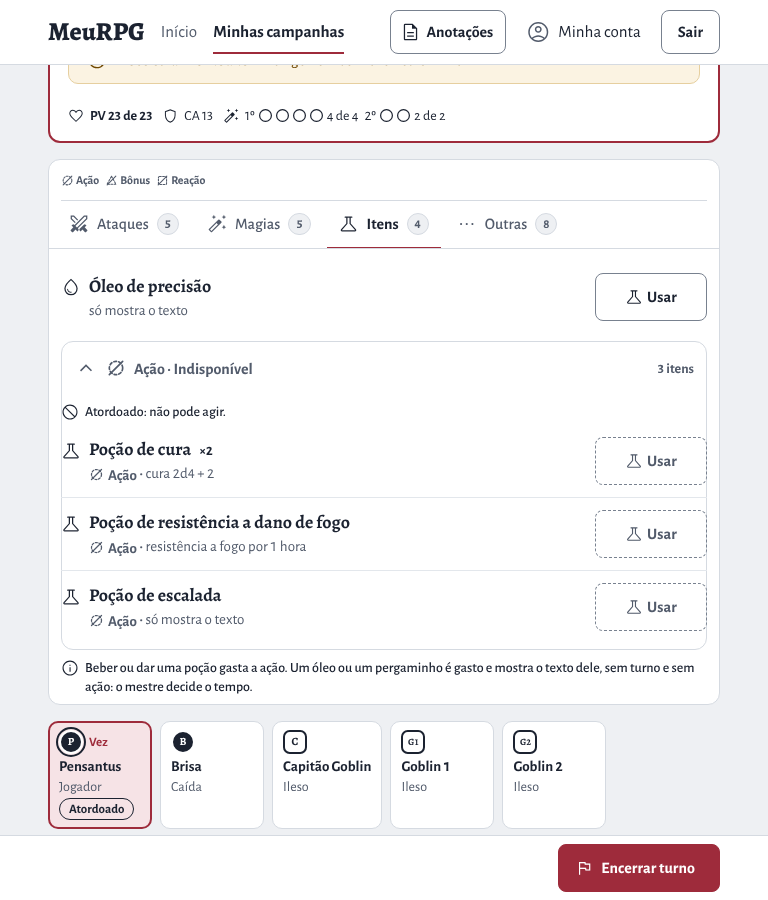 MeuRPG Início Minhas campanhas Anotações Minha conta Sair
PV 23 de 23 CA 13 1º 4 de 4 2º 2 de 2
Ação Bônus Reação
Ataques 5 Magias 5 Itens 4 Outras 8
Óleo de precisão
só mostra o texto
Usar
Ação · Indisponível 3 itens
Atordoado: não pode agir.
Poção de cura ×2
Ação · cura 2d4 + 2
Usar
Poção de resistência a dano de fogo
Ação · resistência a fogo por 1 hora
Usar
Poção de escalada
Ação · só mostra o texto
Usar
Beber ou dar uma poção gasta a ação. Um óleo ou um pergaminho é gasto e mostra o texto dele, sem turno e sem
ação: o mestre decide o tempo.
P Vez
Pensantus
Jogador
Atordoado
B
Brisa
Caída
C
Capitão Goblin
Ileso
G1
Goblin 1
Ileso
G2
Goblin 2
Ileso
Encerrar turno